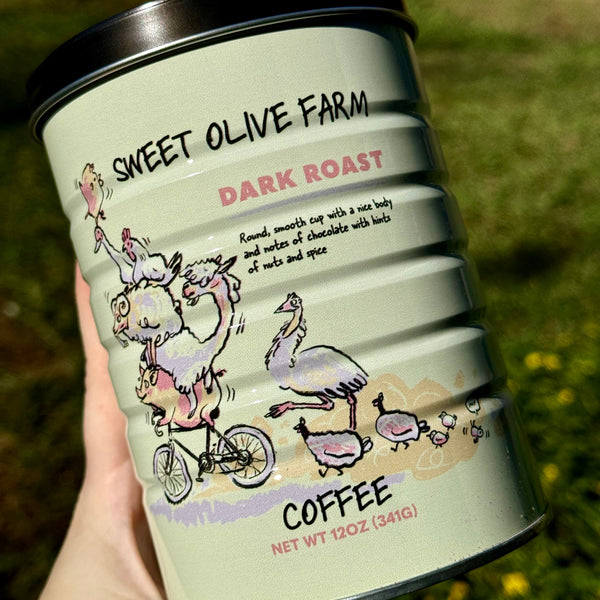 SWEET OLIVE FARM
DARK ROAST
Round, smooth cup with a nice body
and notes of chocolate with hints
of nuts and spice
COFFEE
NET WT 12OZ (341G)